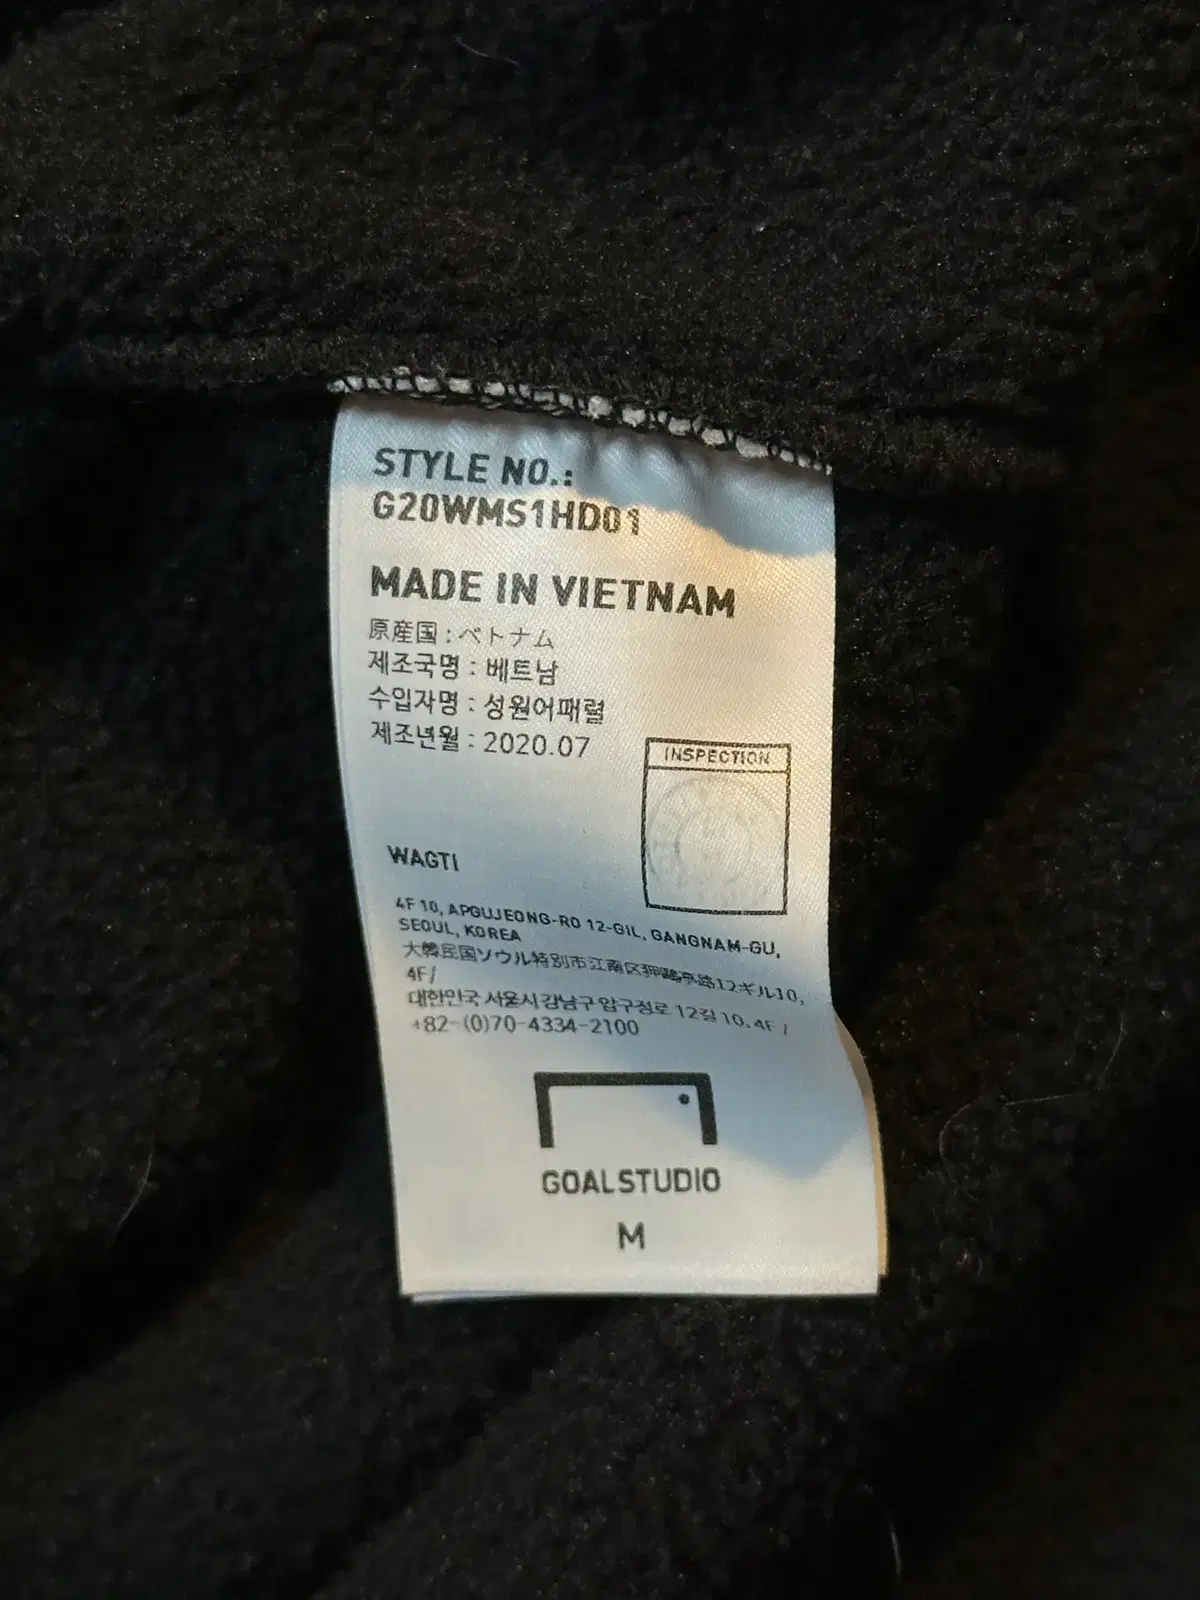 STYLE NO.:
G20WMS1HD01
MADE IN VIETNAM
原産国 : ベトナム
제조국명 : 베트남
수입자명 : 성원어패럴
제조년월 : 2020.07
INSPECTION
WAGTI
4F 10, APGUJEONG-RO 12-GIL, GANGNAM-GU,
SEOUL, KOREA
大韓民国ソウル特別市江南区狎鷗亭路12ギル10,
4F/
대한민국 서울시 강남구 압구정로 12길 10, 4F /
+82-(0)70-4334-2100
GOALSTUDIO
M